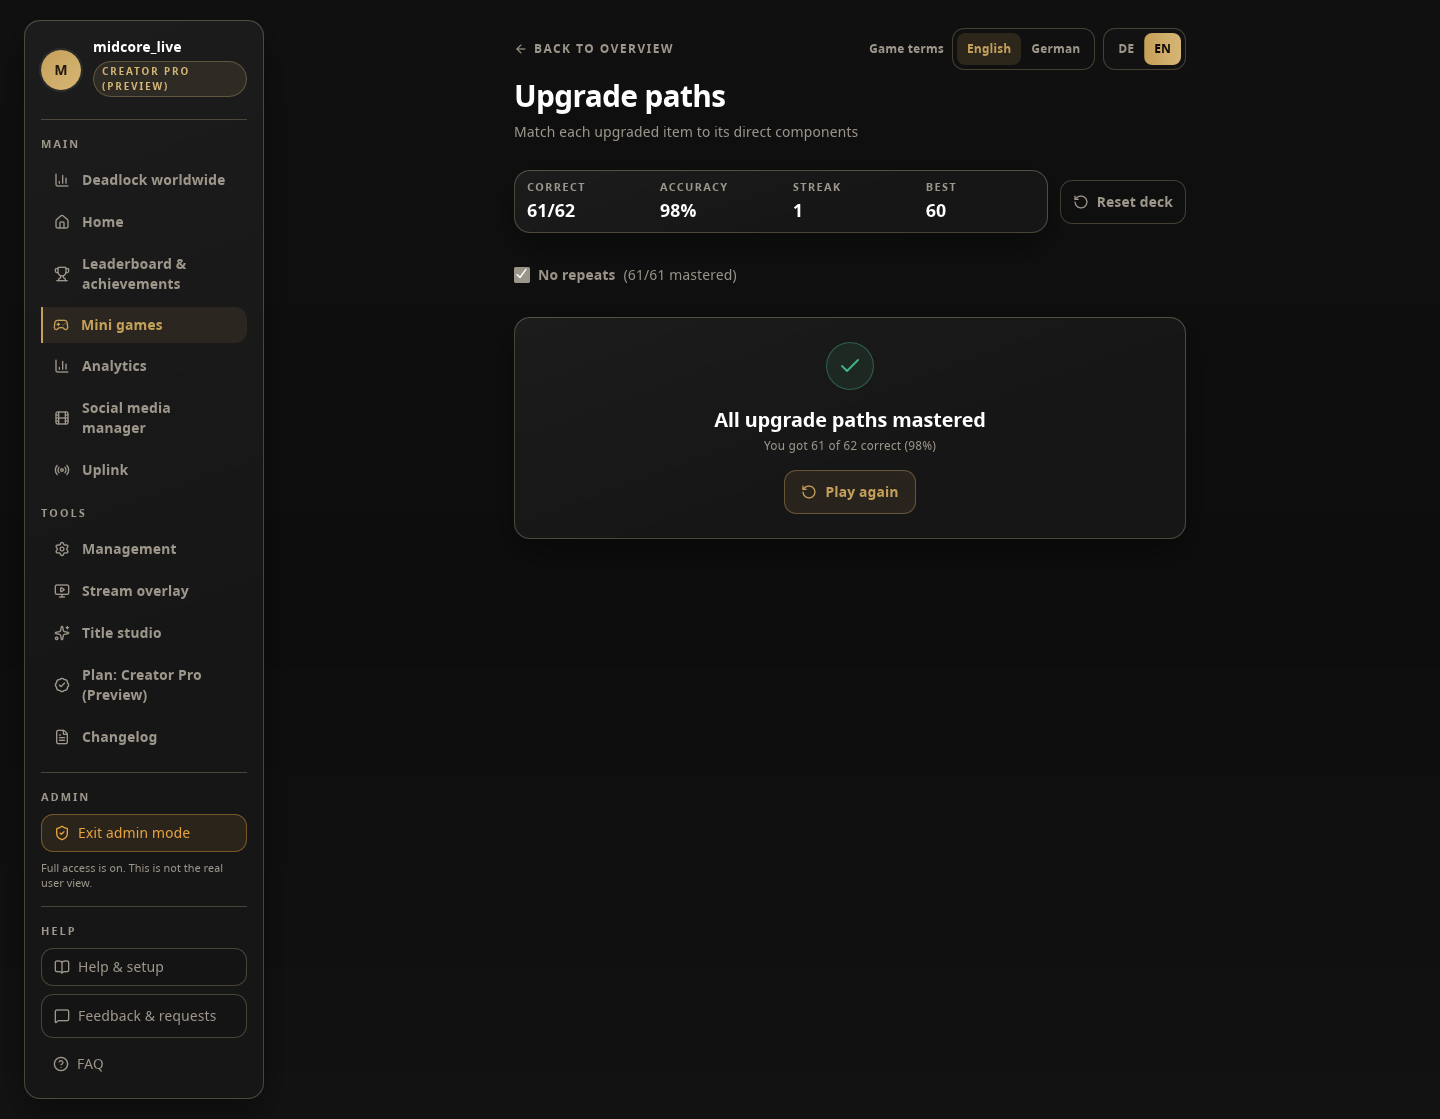 M
midcore_live
CREATOR PRO
(PREVIEW)
MAIN
Deadlock worldwide
Home
Leaderboard &
achievements
Mini games
Analytics
Social media
manager
Uplink
TOOLS
Management
Stream overlay
Title studio
Plan: Creator Pro
(Preview)
Changelog
ADMIN
Exit admin mode
Full access is on. This is not the real
user view.
HELP
Help & setup
Feedback & requests
FAQ
BACK TO OVERVIEW
Game terms English German DE EN
Upgrade paths
Match each upgraded item to its direct components
CORRECT ACCURACY STREAK BEST
61/62 98% 1 60
Reset deck
No repeats (61/61 mastered)
All upgrade paths mastered
You got 61 of 62 correct (98%)
Play again